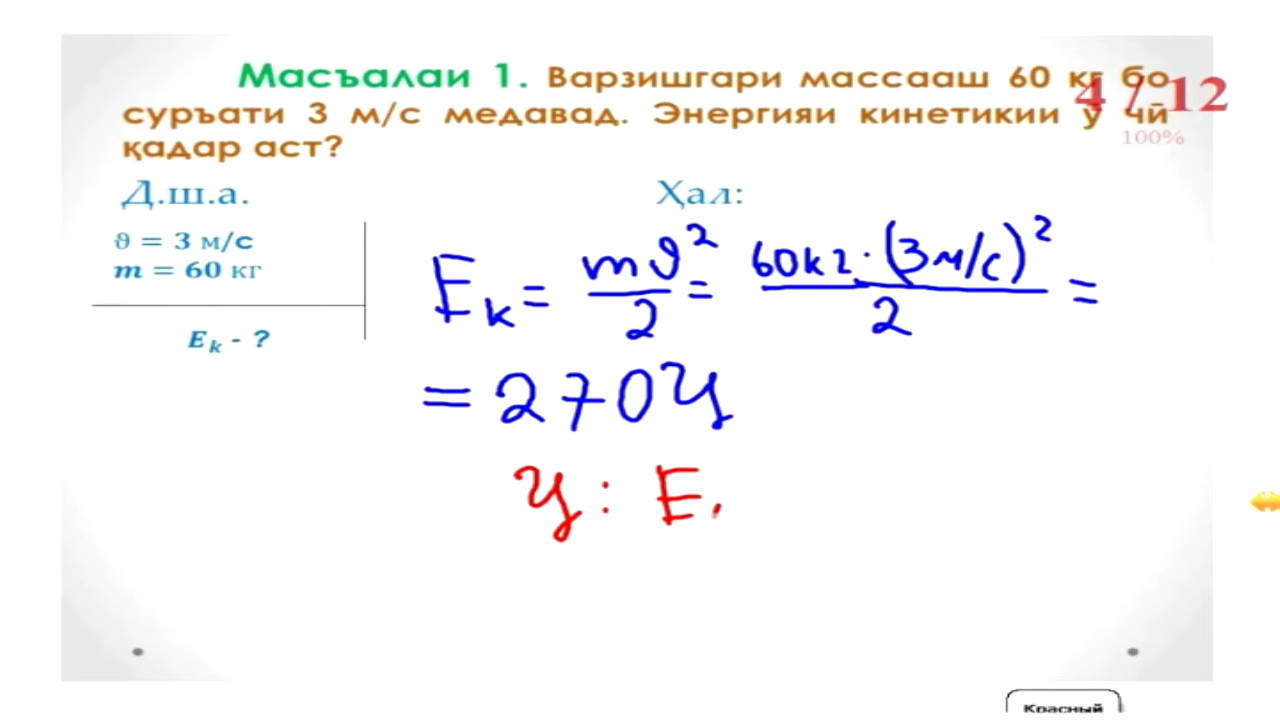 Масъалаи 1. Варзишгари массааш 60 кг бо
суръати 3 м/с медавад. Энергияи кинетикии ӯ чӣ
қадар аст?
4 / 12
100%
Д.ш.а.
Ҳал:
ϑ = 3 м/с
m = 60 кг
E_k - ?
E_k = mϑ²/2 = 60кг·(3м/с)²/2 =
= 270Ҷ
Ҷ: E
Красный